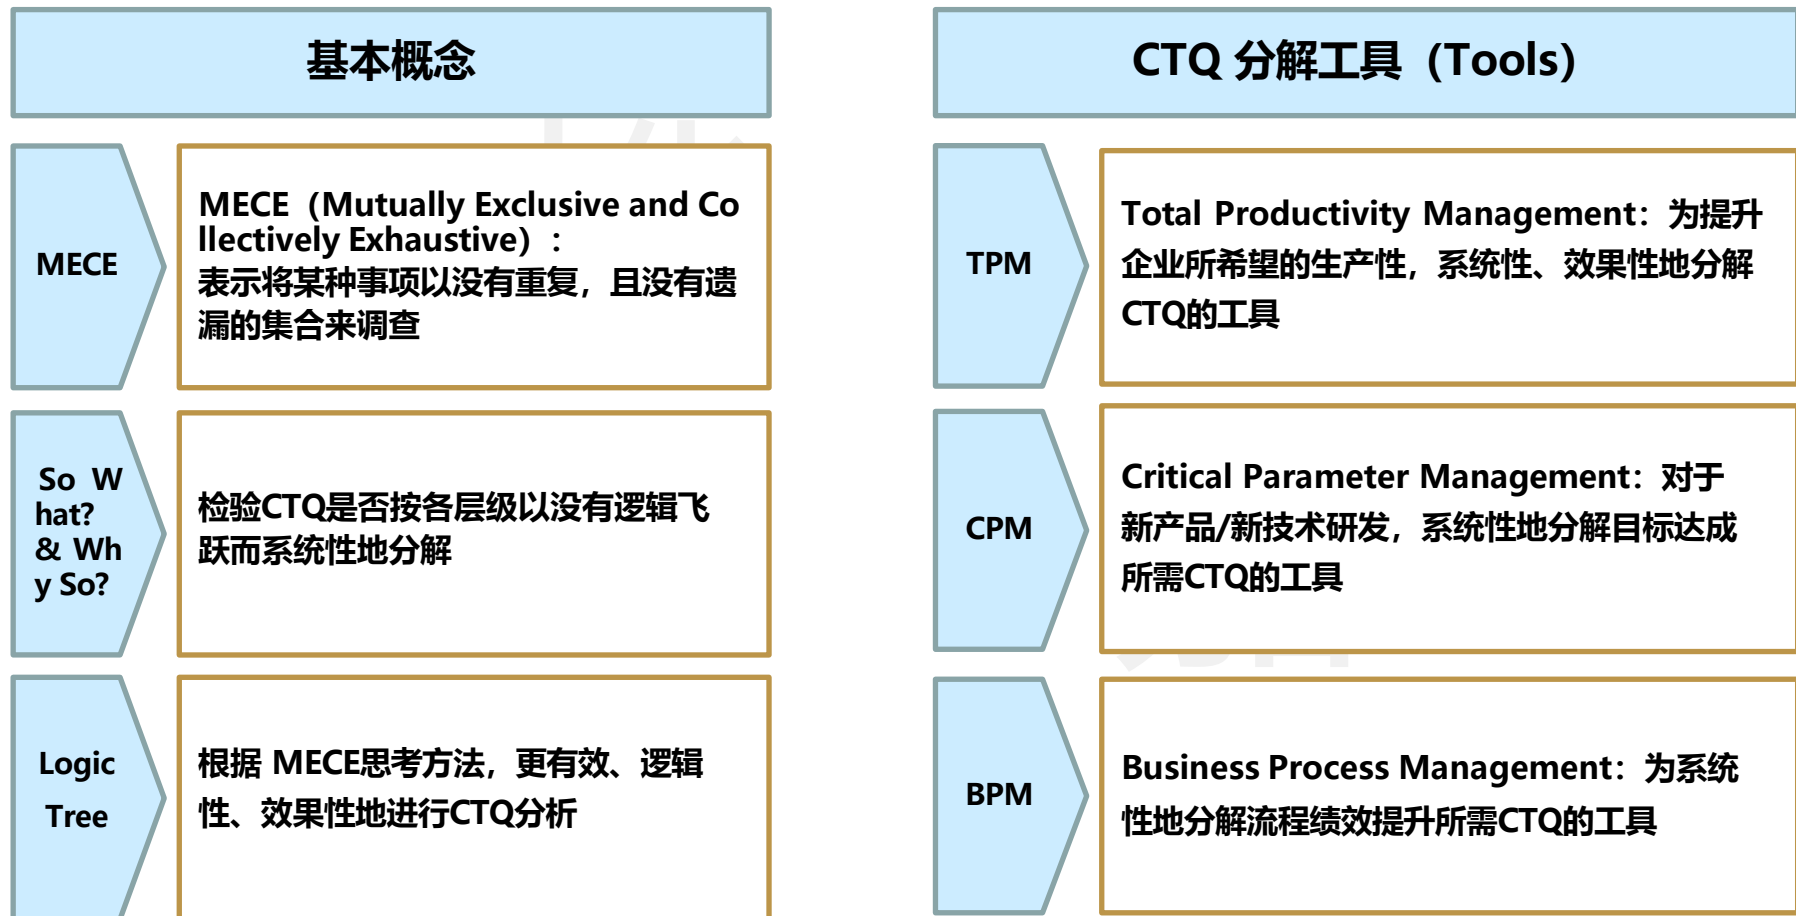 基本概念
MECE
MECE（Mutually Exclusive and Co
llectively Exhaustive）：
表示将某种事项以没有重复，且没有遗
漏的集合来调查
So W
hat?
& Wh
y So?
检验CTQ是否按各层级以没有逻辑飞
跃而系统性地分解
Logic
Tree
根据 MECE思考方法，更有效、逻辑
性、效果性地进行CTQ分析
CTQ 分解工具（Tools）
TPM
Total Productivity Management：为提升
企业所希望的生产性，系统性、效果性地分解
CTQ的工具
CPM
Critical Parameter Management：对于
新产品/新技术研发，系统性地分解目标达成
所需CTQ的工具
BPM
Business Process Management：为系统
性地分解流程绩效提升所需CTQ的工具